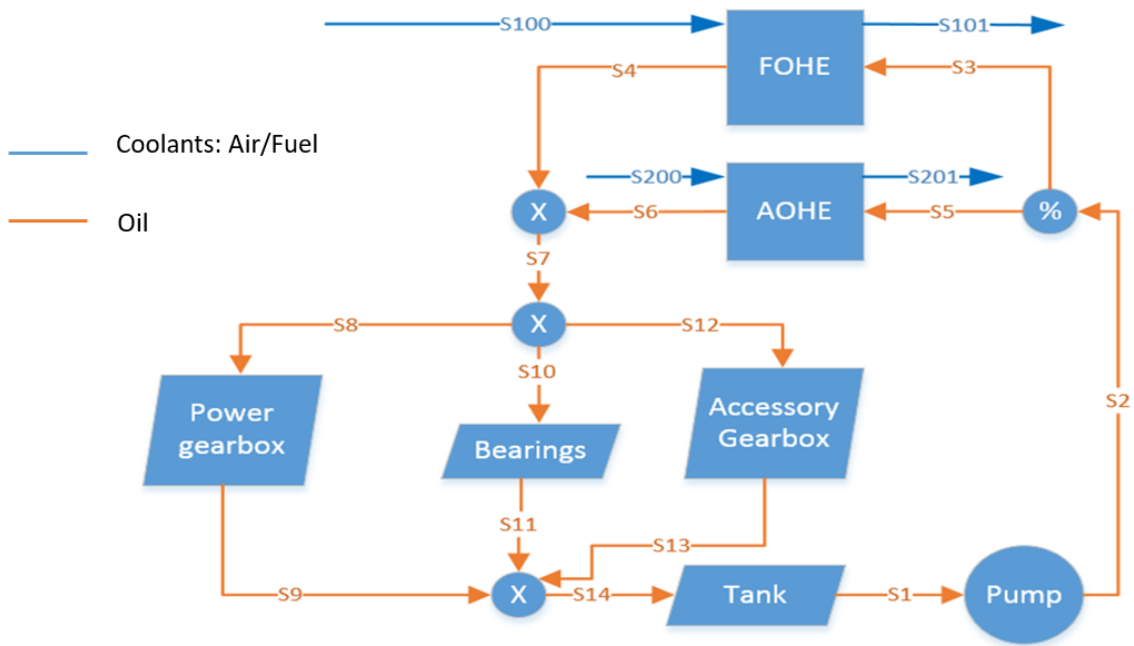 S100
S101
FOHE
S4
S3
Coolants: Air/Fuel
S200
S201
AOHE
Oil
X
S6
S5
%
S7
S8
X
S12
S10
S2
Power
gearbox
Accessory
Gearbox
Bearings
S11
S13
S9
X
S14
Tank
S1
Pump